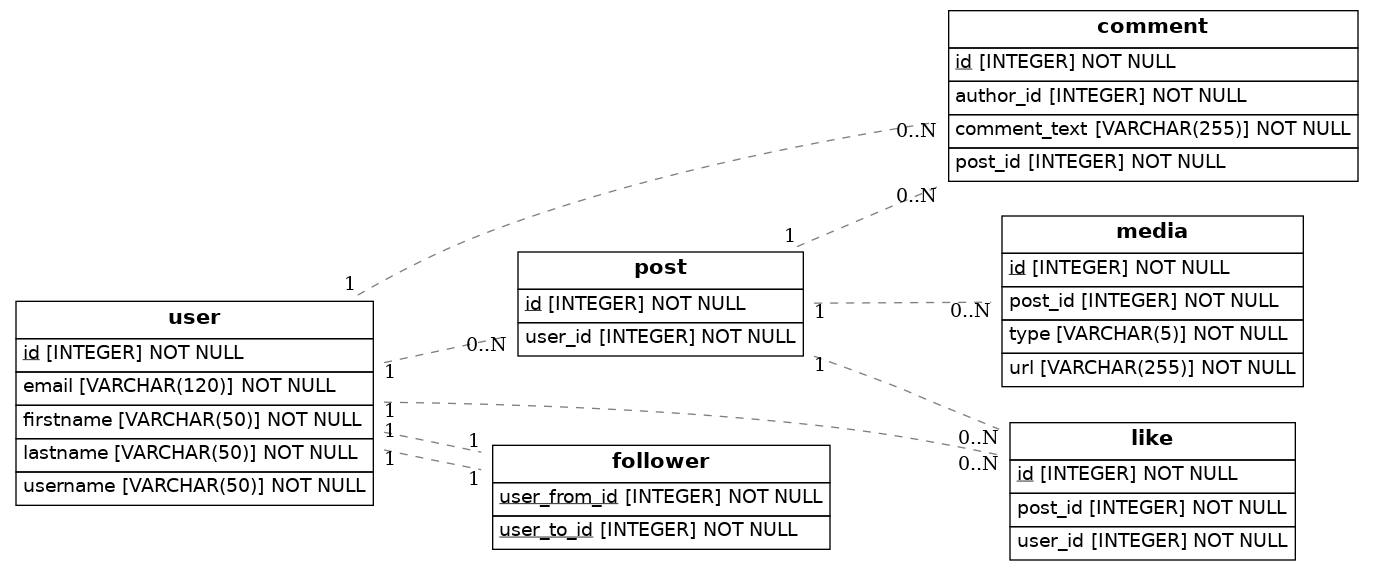 comment
id [INTEGER] NOT NULL
author_id [INTEGER] NOT NULL
comment_text [VARCHAR(255)] NOT NULL
post_id [INTEGER] NOT NULL
0..N
0..N
1
1
media
id [INTEGER] NOT NULL
post_id [INTEGER] NOT NULL
type [VARCHAR(5)] NOT NULL
url [VARCHAR(255)] NOT NULL
post
id [INTEGER] NOT NULL
user_id [INTEGER] NOT NULL
1
0..N
1
0..N
1
user
id [INTEGER] NOT NULL
email [VARCHAR(120)] NOT NULL
firstname [VARCHAR(50)] NOT NULL
lastname [VARCHAR(50)] NOT NULL
username [VARCHAR(50)] NOT NULL
1
1
1
1
1
follower
user_from_id [INTEGER] NOT NULL
user_to_id [INTEGER] NOT NULL
0..N
0..N
like
id [INTEGER] NOT NULL
post_id [INTEGER] NOT NULL
user_id [INTEGER] NOT NULL